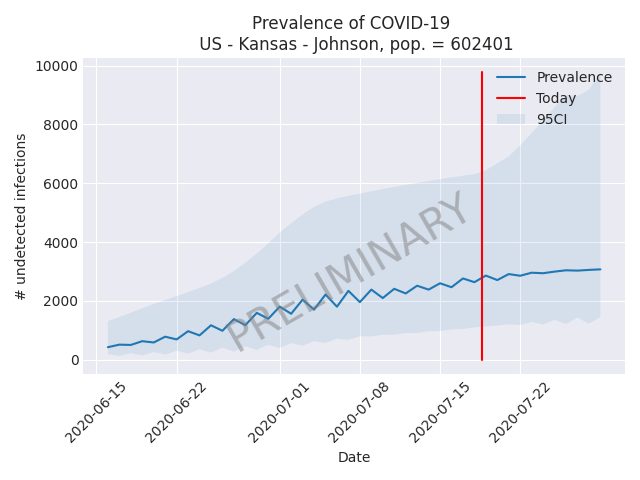 Prevalence of COVID-19
US - Kansas - Johnson, pop. = 602401
10000
8000
6000
4000
2000
0
# undetected infections
Prevalence
Today
95CI
PRELIMINARY
2020-06-15
2020-06-22
2020-07-01
2020-07-08
2020-07-15
2020-07-22
Date